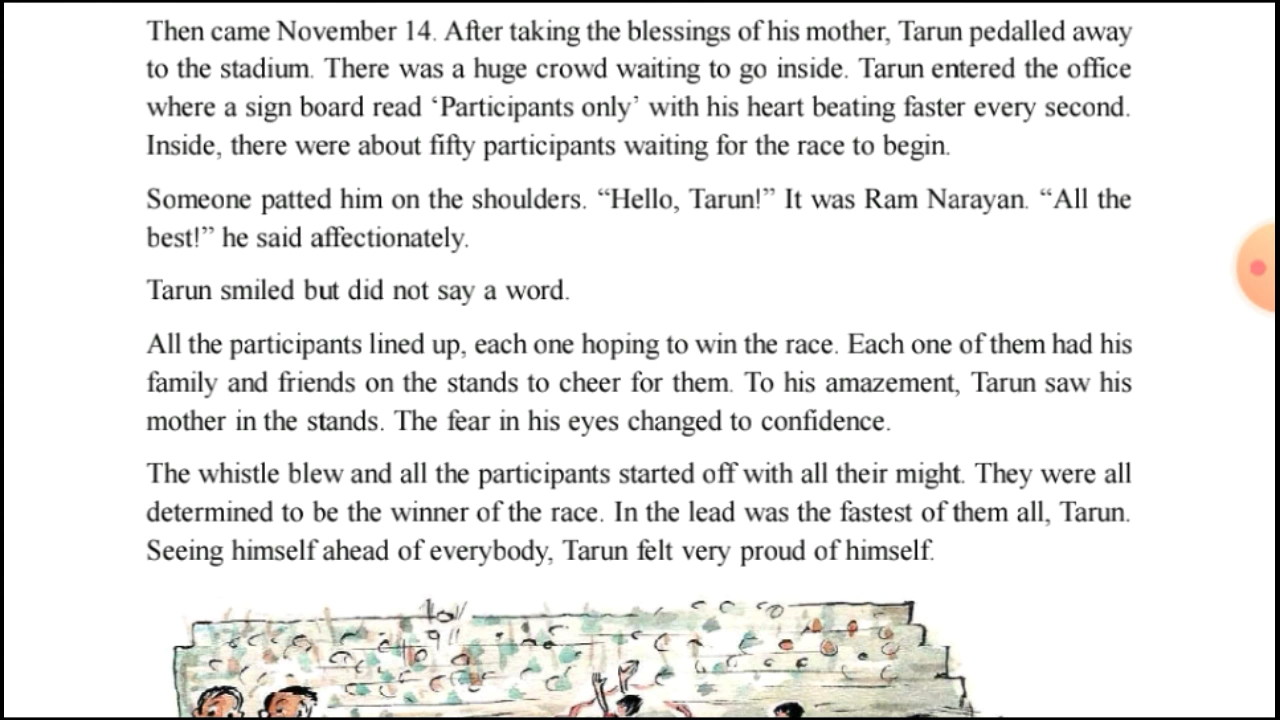 Then came November 14. After taking the blessings of his mother, Tarun pedalled away
to the stadium. There was a huge crowd waiting to go inside. Tarun entered the office
where a sign board read ‘Participants only’ with his heart beating faster every second.
Inside, there were about fifty participants waiting for the race to begin.
Someone patted him on the shoulders. “Hello, Tarun!” It was Ram Narayan. “All the
best!” he said affectionately.
Tarun smiled but did not say a word.
All the participants lined up, each one hoping to win the race. Each one of them had his
family and friends on the stands to cheer for them. To his amazement, Tarun saw his
mother in the stands. The fear in his eyes changed to confidence.
The whistle blew and all the participants started off with all their might. They were all
determined to be the winner of the race. In the lead was the fastest of them all, Tarun.
Seeing himself ahead of everybody, Tarun felt very proud of himself.